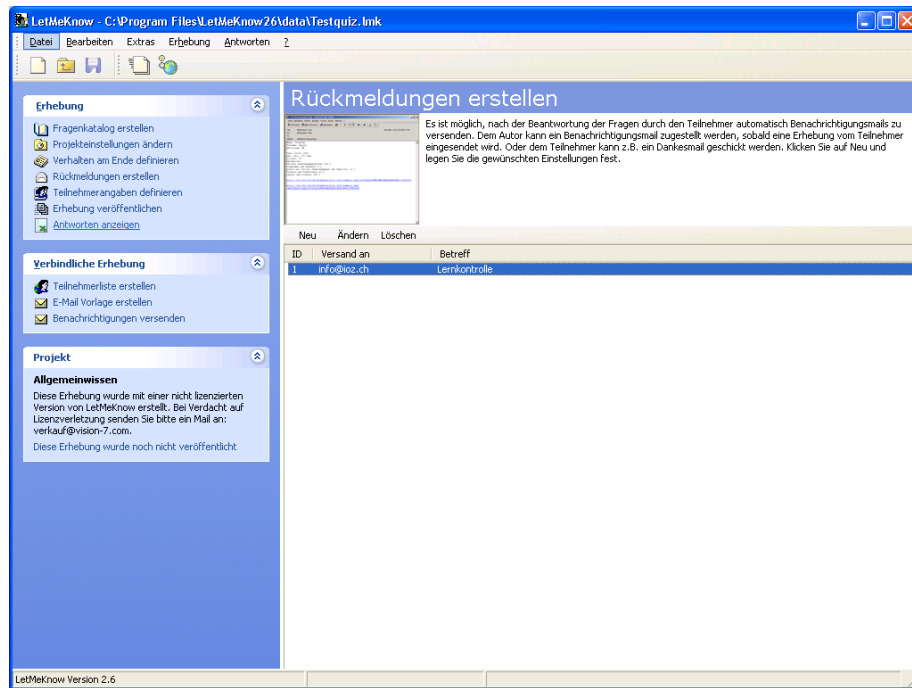 LetMeKnow - C:\Program Files\LetMeKnow26\data\Testquiz.lmk
Datei Bearbeiten Extras Erhebung Antworten ?
Erhebung
Fragenkatalog erstellen
Projekteinstellungen ändern
Verhalten am Ende definieren
Rückmeldungen erstellen
Teilnehmerangaben definieren
Erhebung veröffentlichen
Antworten anzeigen
Verbindliche Erhebung
Teilnehmerliste erstellen
E-Mail Vorlage erstellen
Benachrichtigungen versenden
Projekt
Allgemeinwissen
Diese Erhebung wurde mit einer nicht lizenzierten
Version von LetMeKnow erstellt. Bei Verdacht auf
Lizenzverletzung senden Sie bitte ein Mail an:
verkauf@vision-7.com.
Diese Erhebung wurde noch nicht veröffentlicht
Rückmeldungen erstellen
Es ist möglich, nach der Beantwortung der Fragen durch den Teilnehmer automatisch Benachrichtigungsmails zu
versenden. Dem Autor kann ein Benachrichtigungsmail zugestellt werden, sobald eine Erhebung vom Teilnehmer
eingesendet wird. Oder dem Teilnehmer kann z.B. ein Dankesmail geschickt werden. Klicken Sie auf Neu und
legen Sie die gewünschten Einstellungen fest.
Neu Ändern Löschen
ID Versand an Betreff
1 info@ioz.ch Lernkontrolle
LetMeKnow Version 2.6